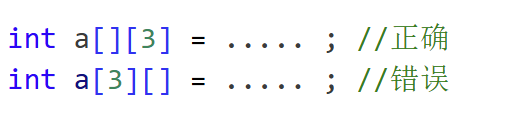 int a[][3] = ..... ; //正确
int a[3][] = ..... ; //错误